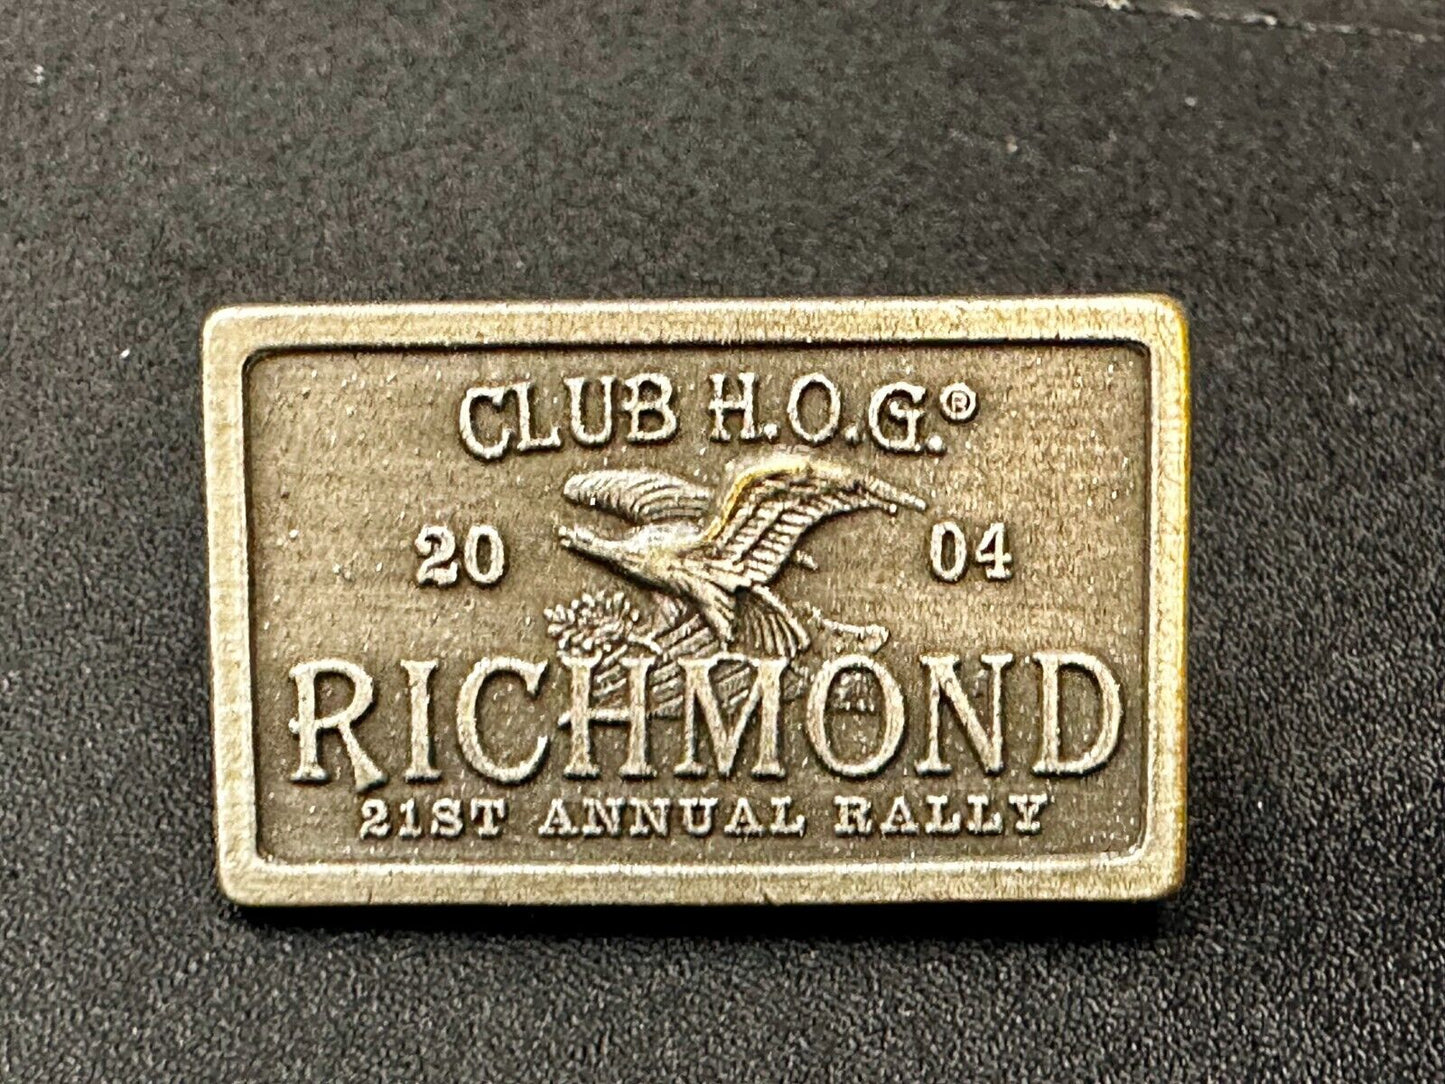 CLUB H.O.G.®
20 04
RICHMOND
21ST ANNUAL RALLY